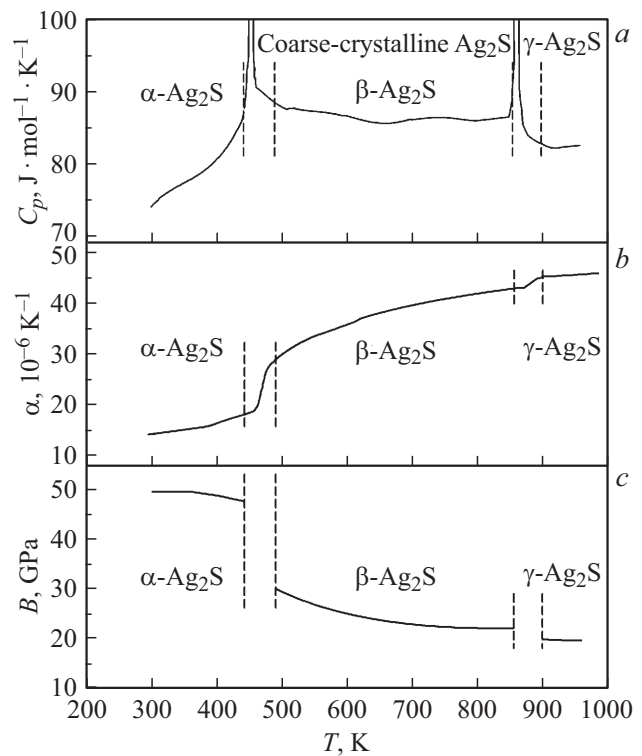 100
90
80
70
C_p, J · mol⁻¹ · K⁻¹
Coarse-crystalline Ag₂S
γ-Ag₂S
a
α-Ag₂S
β-Ag₂S
50
40
30
20
10
α, 10⁻⁶ K⁻¹
b
α-Ag₂S
β-Ag₂S
γ-Ag₂S
50
40
30
20
10
B, GPa
c
α-Ag₂S
β-Ag₂S
γ-Ag₂S
200 300 400 500 600 700 800 900 1000
T, K